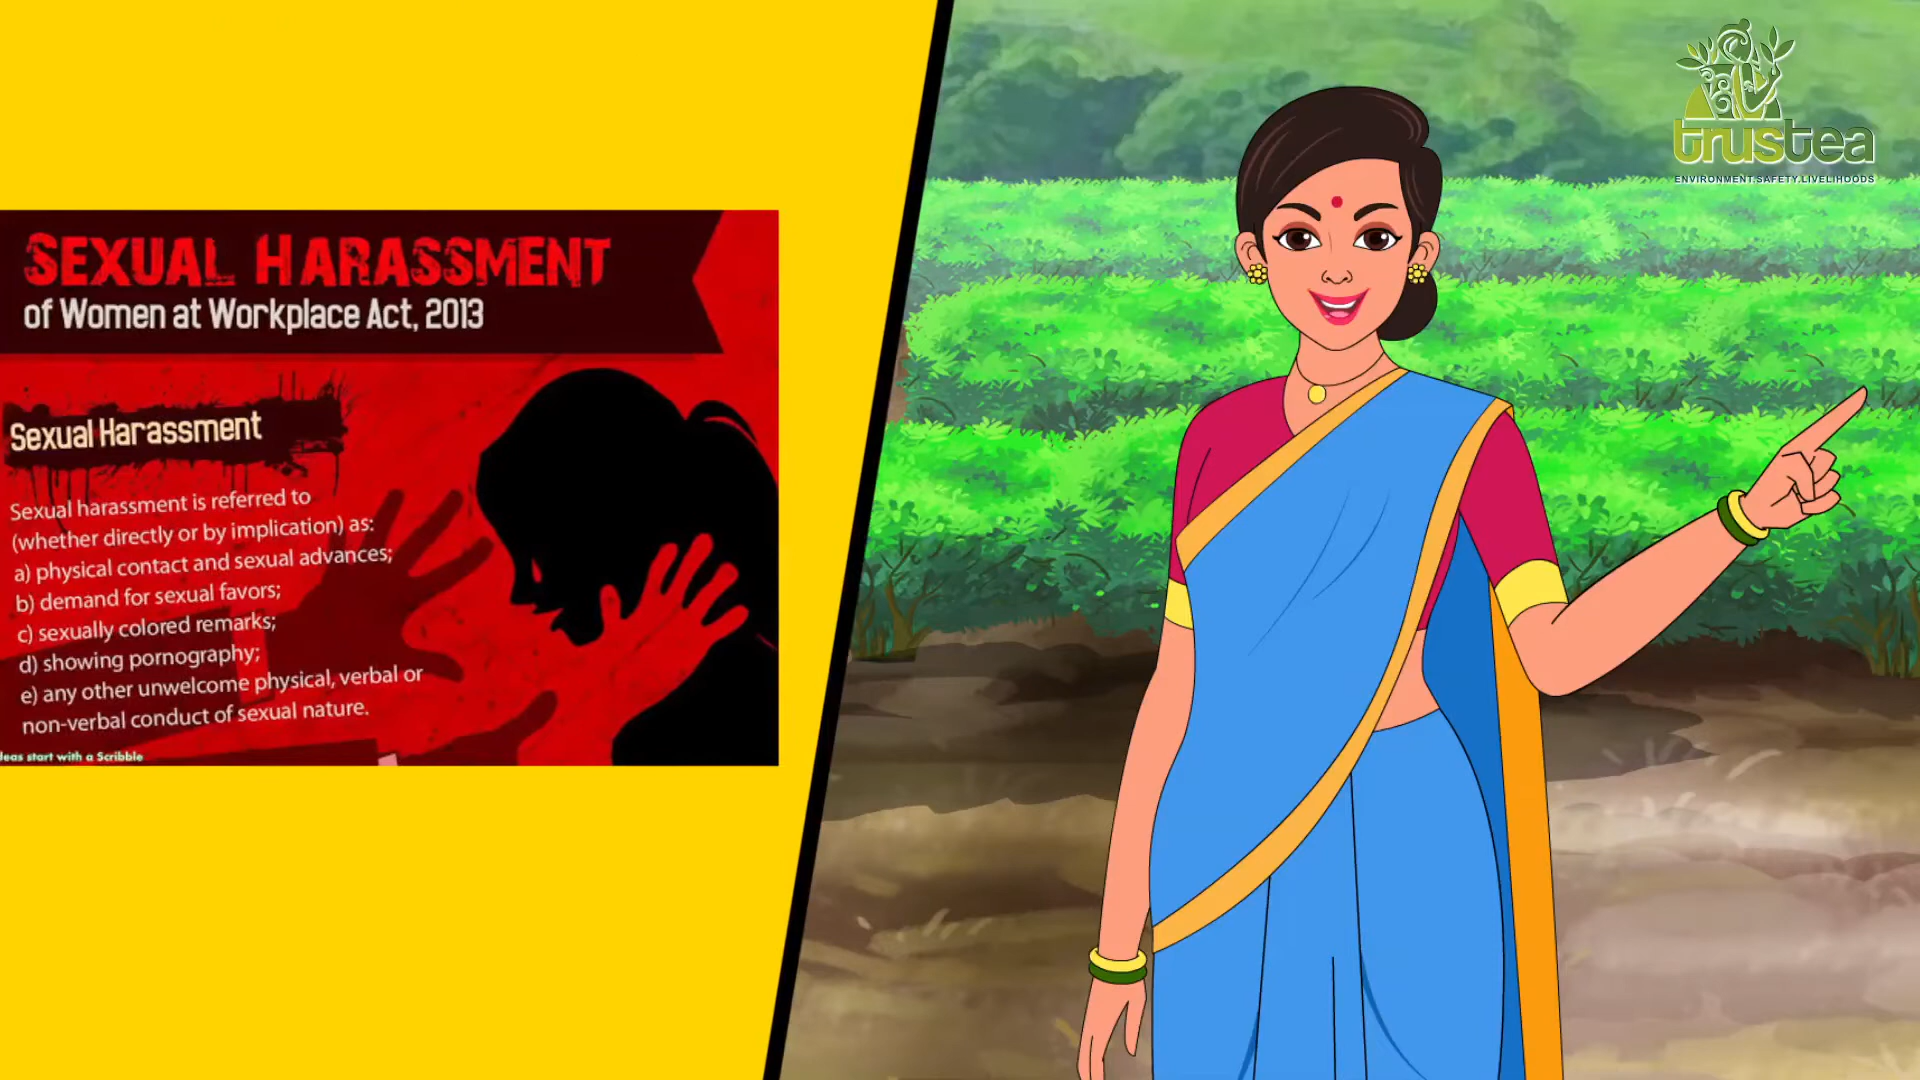 SEXUAL HARASSMENT
of Women at Workplace Act, 2013
Sexual Harassment
Sexual harassment is referred to
(whether directly or by implication) as:
a) physical contact and sexual advances;
b) demand for sexual favors;
c) sexually colored remarks;
d) showing pornography;
e) any other unwelcome physical, verbal or
non-verbal conduct of sexual nature.
deas start with a Scribble
trustea
ENVIRONMENT.SAFETY.LIVELIHOODS